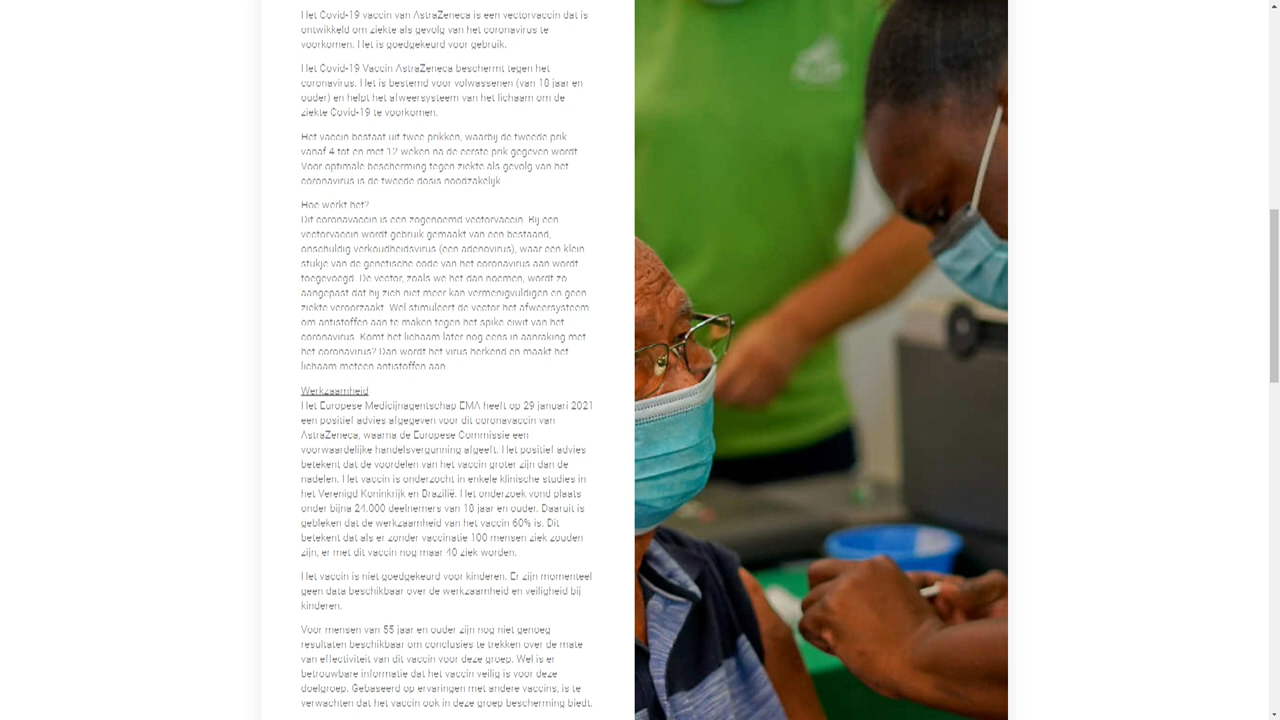 Het Covid-19 vaccin van AstraZeneca is een vectorvaccin dat is
ontwikkeld om ziekte als gevolg van het coronavirus te
voorkomen. Het is goedgekeurd voor gebruik.
Het Covid-19 Vaccin AstraZeneca beschermt tegen het
coronavirus. Het is bestemd voor volwassenen (van 18 jaar en
ouder) en helpt het afweersysteem van het lichaam om de
ziekte Covid-19 te voorkomen.
Het vaccin bestaat uit twee prikken, waarbij de tweede prik
vanaf 4 tot en met 12 weken na de eerste prik gegeven wordt.
Voor optimale bescherming tegen ziekte als gevolg van het
coronavirus is de tweede dosis noodzakelijk.
Hoe werkt het?
Dit coronavaccin is een zogenoemd vectorvaccin. Bij een
vectorvaccin wordt gebruik gemaakt van een bestaand,
onschuldig verkoudheidsvirus (een adenovirus), waar een klein
stukje van de genetische code van het coronavirus aan wordt
toegevoegd. De vector, zoals we het dan noemen, wordt zo
aangepast dat hij zich niet meer kan vermenigvuldigen en geen
ziekte veroorzaakt. Wel stimuleert de vector het afweersysteem
om antistoffen aan te maken tegen het spike eiwit van het
coronavirus. Komt het lichaam later nog eens in aanraking met
het coronavirus? Dan wordt het virus herkend en maakt het
lichaam meteen antistoffen aan.
Werkzaamheid
Het Europese Medicijnagentschap EMA heeft op 29 januari 2021
een positief advies afgegeven voor dit coronavaccin van
AstraZeneca, waarna de Europese Commissie een
voorwaardelijke handelsvergunning afgeeft. Het positief advies
betekent dat de voordelen van het vaccin groter zijn dan de
nadelen. Het vaccin is onderzocht in enkele klinische studies in
het Verenigd Koninkrijk en Brazilië. Het onderzoek vond plaats
onder bijna 24.000 deelnemers van 18 jaar en ouder. Daaruit is
gebleken dat de werkzaamheid van het vaccin 60% is. Dit
betekent dat als er zonder vaccinatie 100 mensen ziek zouden
zijn, er met dit vaccin nog maar 40 ziek worden.
Het vaccin is niet goedgekeurd voor kinderen. Er zijn momenteel
geen data beschikbaar over de werkzaamheid en veiligheid bij
kinderen.
Voor mensen van 55 jaar en ouder zijn nog niet genoeg
resultaten beschikbaar om conclusies te trekken over de mate
van effectiviteit van dit vaccin voor deze groep. Wel is er
betrouwbare informatie dat het vaccin veilig is voor deze
doelgroep. Gebaseerd op ervaringen met andere vaccins, is te
verwachten dat het vaccin ook in deze groep bescherming biedt.